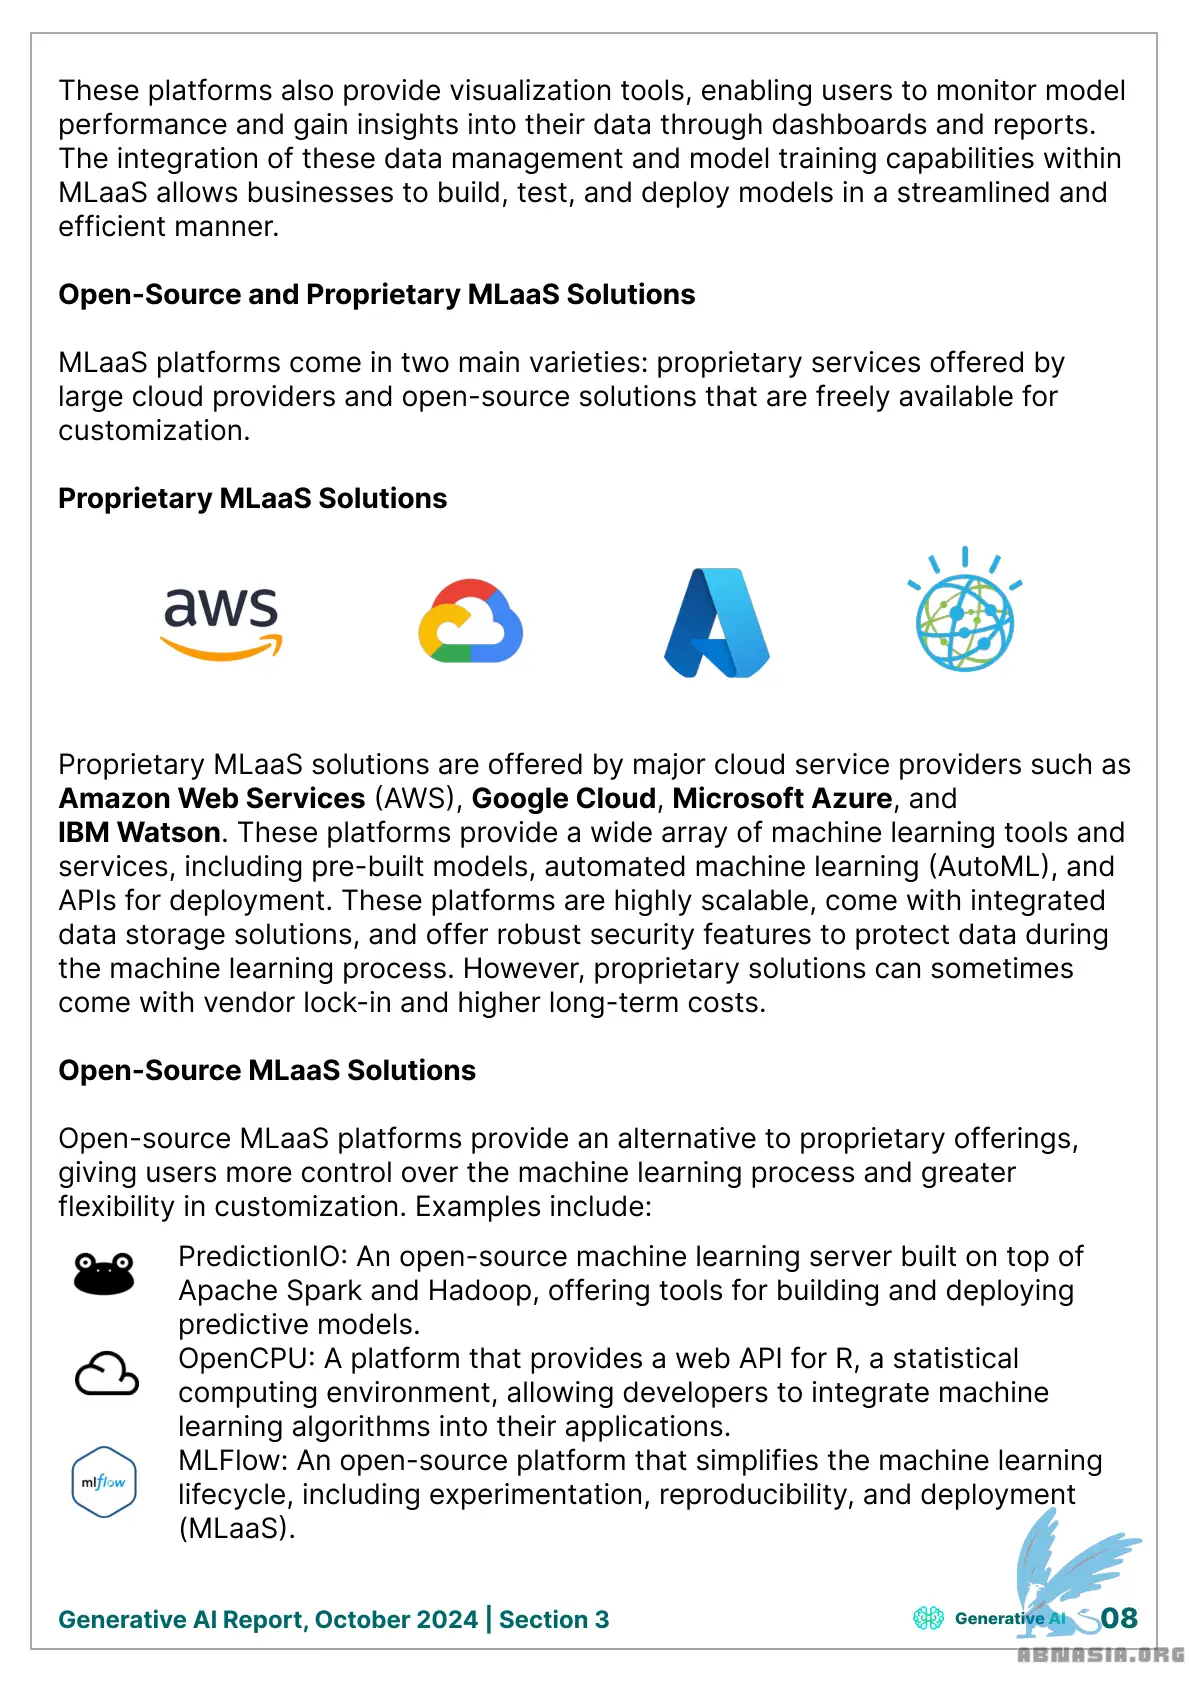 These platforms also provide visualization tools, enabling users to monitor model
performance and gain insights into their data through dashboards and reports.
The integration of these data management and model training capabilities within
MLaaS allows businesses to build, test, and deploy models in a streamlined and
efficient manner.
Open-Source and Proprietary MLaaS Solutions
MLaaS platforms come in two main varieties: proprietary services offered by
large cloud providers and open-source solutions that are freely available for
customization.
Proprietary MLaaS Solutions
aws
Proprietary MLaaS solutions are offered by major cloud service providers such as
Amazon Web Services (AWS), Google Cloud, Microsoft Azure, and
IBM Watson. These platforms provide a wide array of machine learning tools and
services, including pre-built models, automated machine learning (AutoML), and
APIs for deployment. These platforms are highly scalable, come with integrated
data storage solutions, and offer robust security features to protect data during
the machine learning process. However, proprietary solutions can sometimes
come with vendor lock-in and higher long-term costs.
Open-Source MLaaS Solutions
Open-source MLaaS platforms provide an alternative to proprietary offerings,
giving users more control over the machine learning process and greater
flexibility in customization. Examples include:
PredictionIO: An open-source machine learning server built on top of
Apache Spark and Hadoop, offering tools for building and deploying
predictive models.
OpenCPU: A platform that provides a web API for R, a statistical
computing environment, allowing developers to integrate machine
learning algorithms into their applications.
mlflow
MLFlow: An open-source platform that simplifies the machine learning
lifecycle, including experimentation, reproducibility, and deployment
(MLaaS).
Generative AI Report, October 2024 | Section 3
Generative AI 08
ABNASIA.ORG